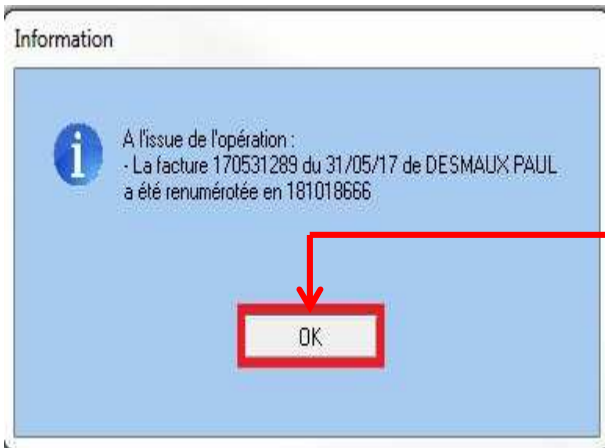 Information
A l'issue de l'opération :
- La facture 170531289 du 31/05/17 de DESMAUX PAUL
a été renumérotée en 181018666
OK